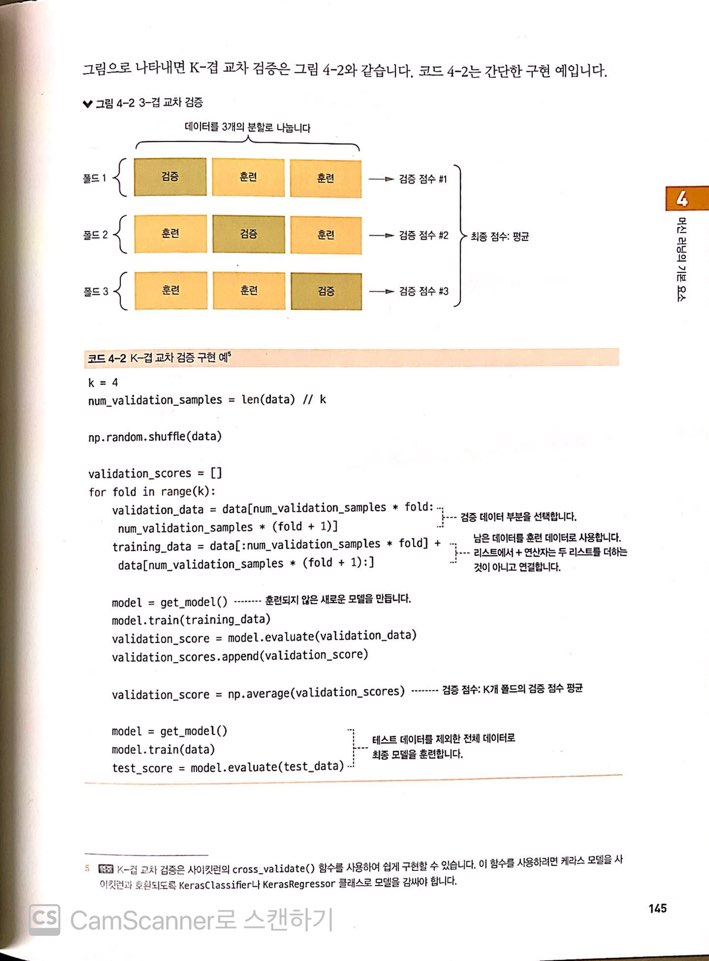 그림으로 나타내면 K-겹 교차 검증은 그림 4-2와 같습니다. 코드 4-2는 간단한 구현 예입니다.
그림 4-2 3-겹 교차 검증
데이터를 3개의 분할로 나눕니다
폴드 1 검증 훈련 훈련 검증 점수 #1
폴드 2 훈련 검증 훈련 검증 점수 #2 최종 점수: 평균
폴드 3 훈련 훈련 검증 검증 점수 #3
4
머신 러닝의 기본 요소
코드 4-2 K-겹 교차 검증 구현 예5
k = 4
num_validation_samples = len(data) // k
np.random.shuffle(data)
validation_scores = []
for fold in range(k):
validation_data = data[num_validation_samples * fold:
num_validation_samples * (fold + 1)]
검증 데이터 부분을 선택합니다.
training_data = data[:num_validation_samples * fold] +
data[num_validation_samples * (fold + 1):]
남은 데이터를 훈련 데이터로 사용합니다.
리스트에서 + 연산자는 두 리스트를 더하는
것이 아니고 연결합니다.
model = get_model() 훈련되지 않은 새로운 모델을 만듭니다.
model.train(training_data)
validation_score = model.evaluate(validation_data)
validation_scores.append(validation_score)
validation_score = np.average(validation_scores) 검증 점수: K개 폴드의 검증 점수 평균
model = get_model()
model.train(data)
test_score = model.evaluate(test_data)
테스트 데이터를 제외한 전체 데이터로
최종 모델을 훈련합니다.
5 역주 K-겹 교차 검증은 사이킷런의 cross_validate() 함수를 사용하여 쉽게 구현할 수 있습니다. 이 함수를 사용하려면 케라스 모델을 사
이킷런과 호환되도록 KerasClassifier나 KerasRegressor 클래스로 모델을 감싸야 합니다.
145
CS CamScanner로 스캔하기